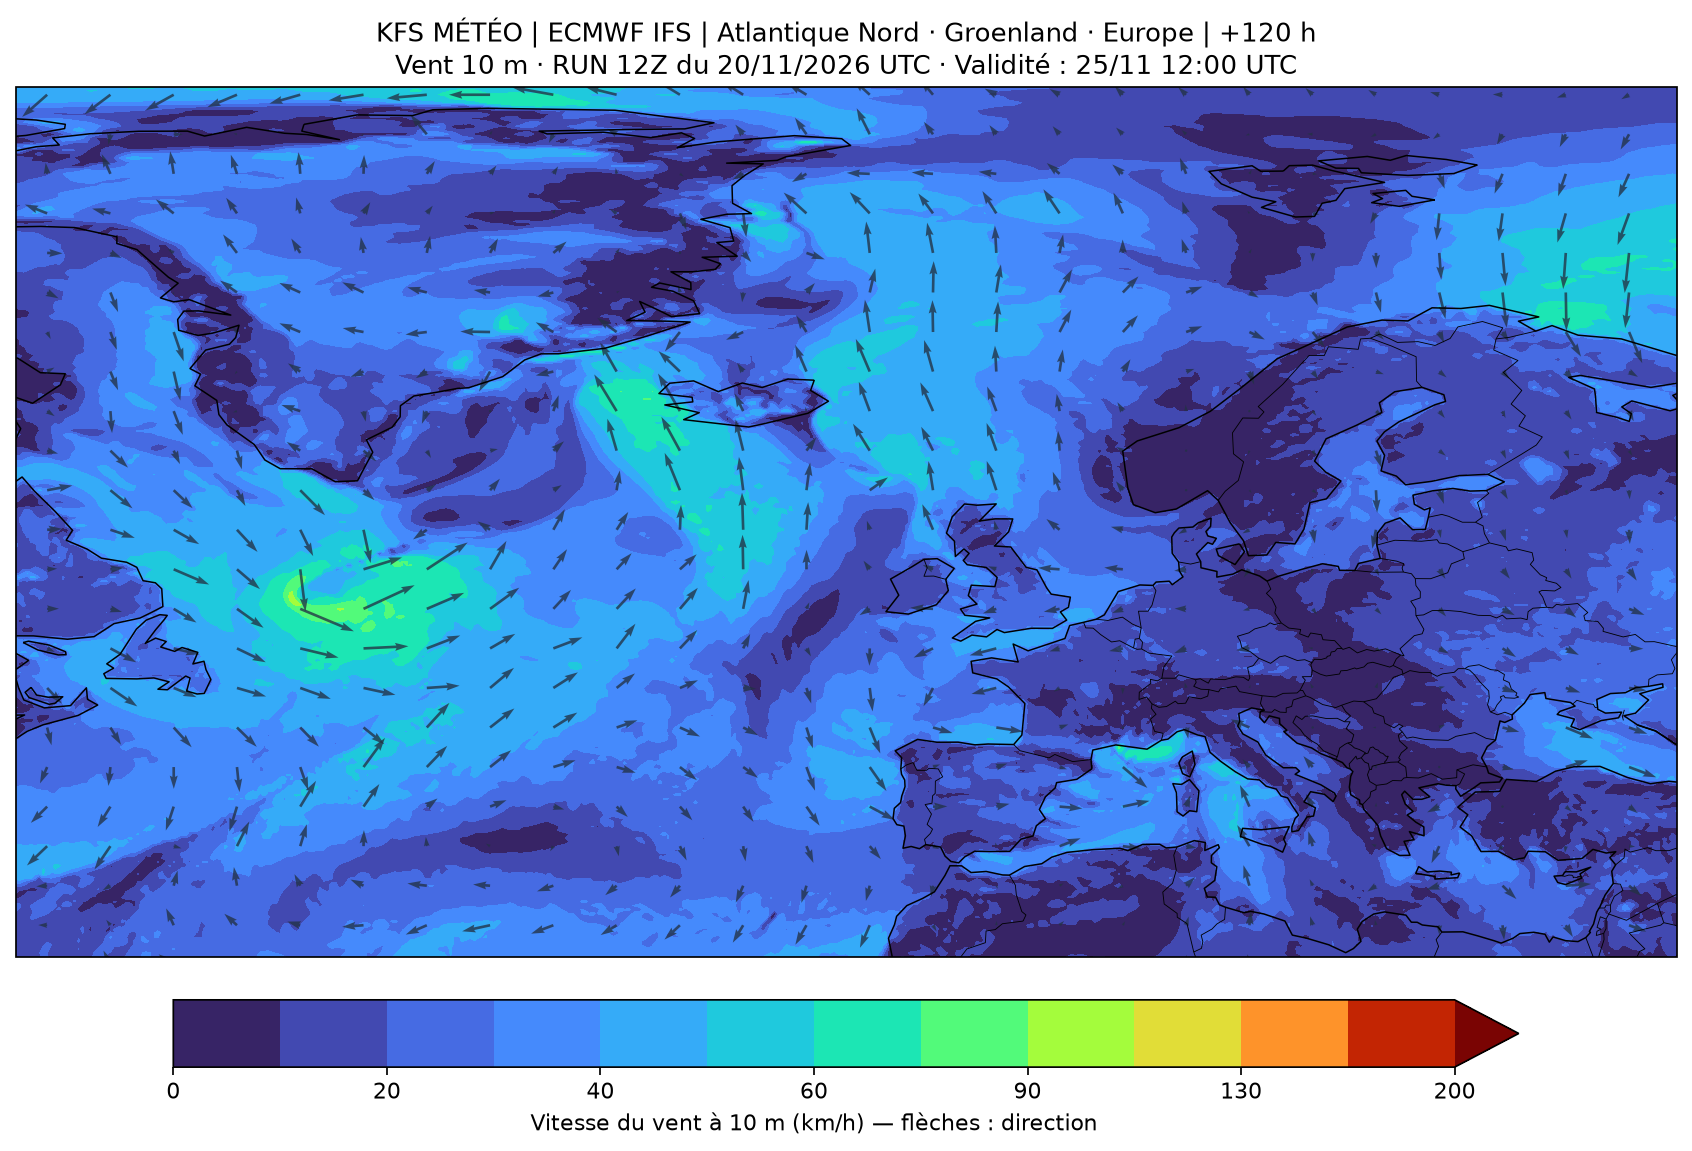 KFS MÉTÉO | ECMWF IFS | Atlantique Nord · Groenland · Europe | +120 h
Vent 10 m · RUN 12Z du 20/11/2026 UTC · Validité : 25/11 12:00 UTC
0 20 40 60 90 130 200
Vitesse du vent à 10 m (km/h) — flèches : direction